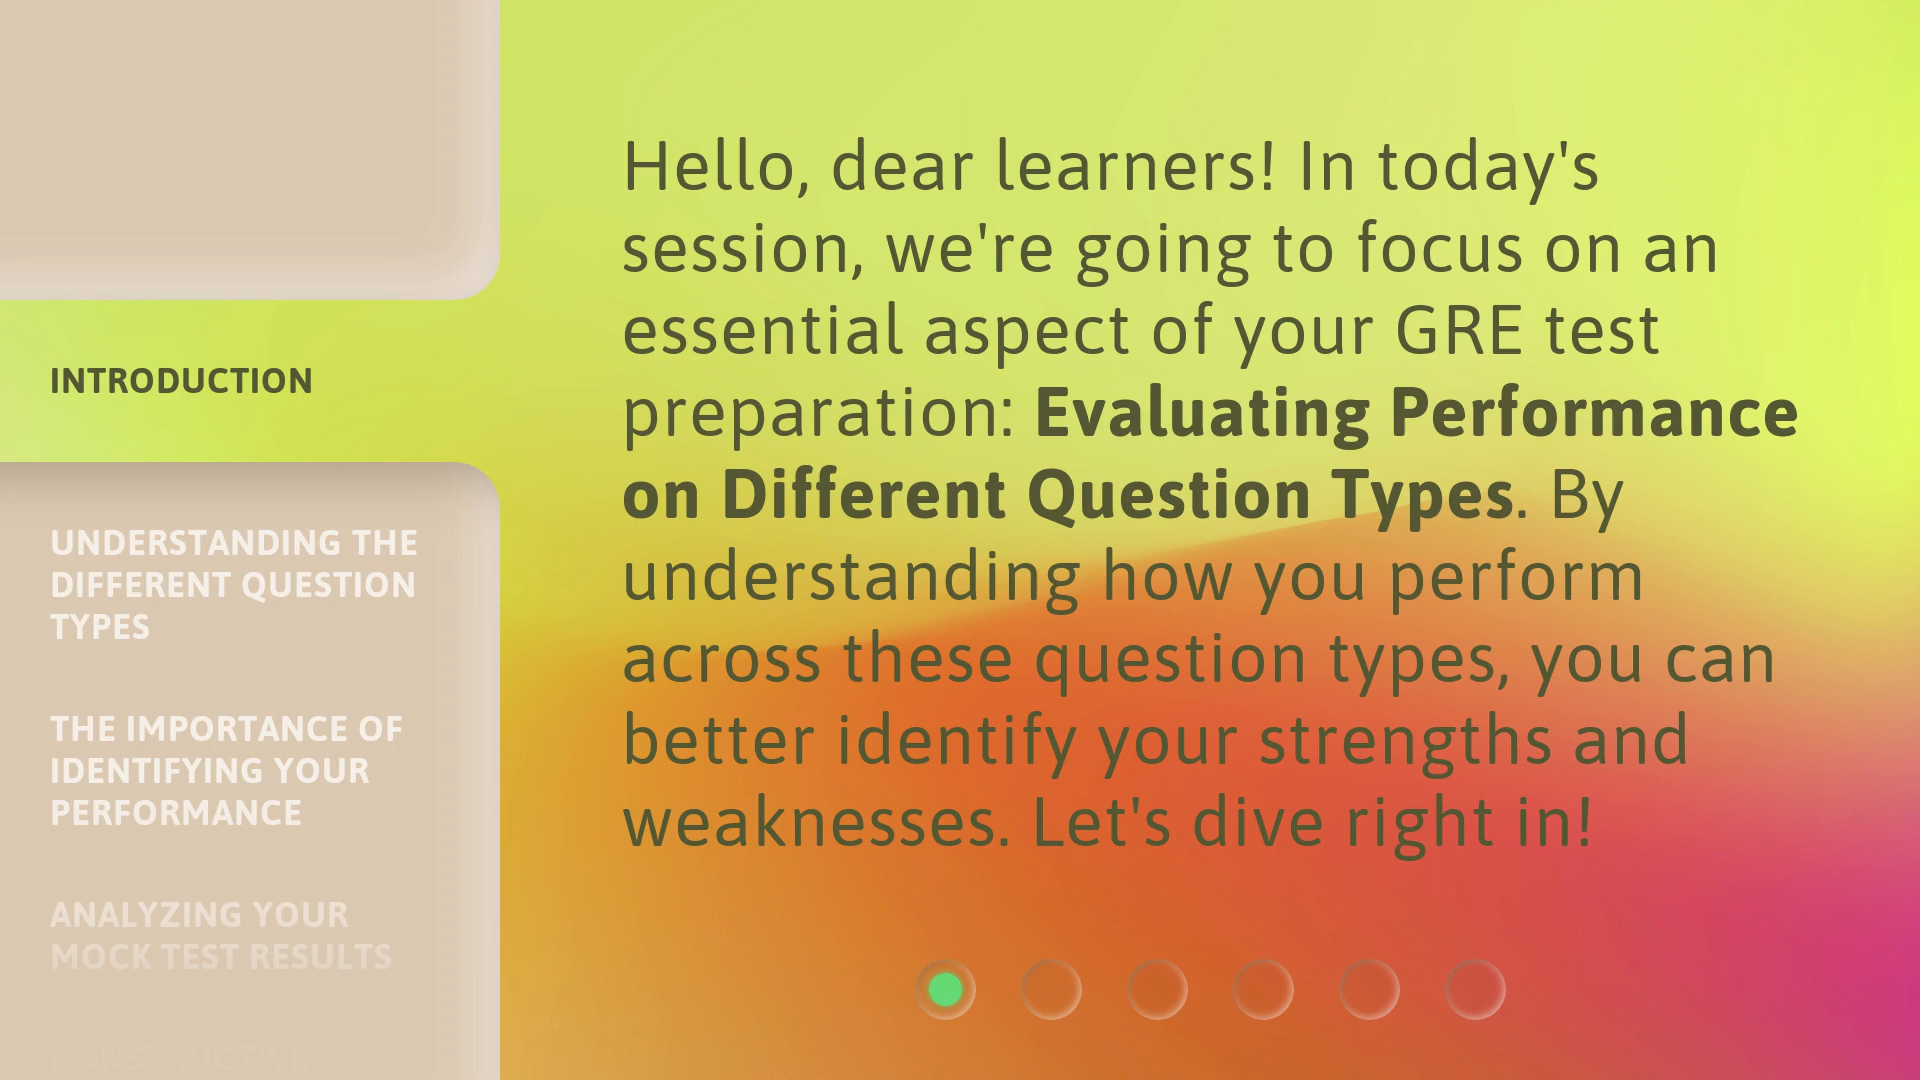 INTRODUCTION
UNDERSTANDING THE
DIFFERENT QUESTION
TYPES
THE IMPORTANCE OF
IDENTIFYING YOUR
PERFORMANCE
ANALYZING YOUR
MOCK TEST RESULTS
CONSTRUCTIVE
Hello, dear learners! In today's
session, we're going to focus on an
essential aspect of your GRE test
preparation: Evaluating Performance
on Different Question Types. By
understanding how you perform
across these question types, you can
better identify your strengths and
weaknesses. Let's dive right in!